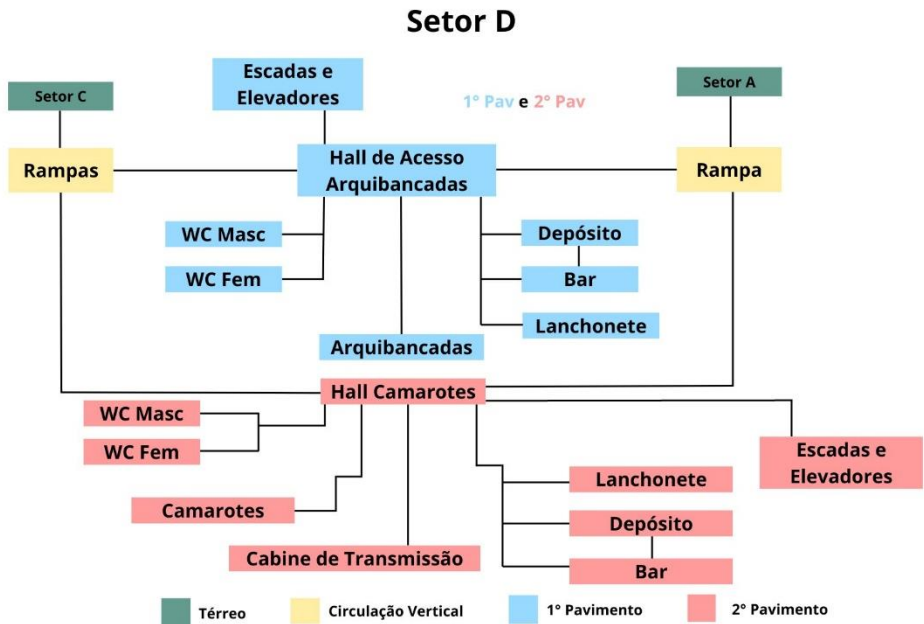 Setor D
Escadas e
Elevadores
Setor C
1° Pav e 2° Pav
Setor A
Rampas
Hall de Acesso
Arquibancadas
Rampa
WC Masc
Depósito
WC Fem
Bar
Lanchonete
Arquibancadas
Hall Camarotes
WC Masc
WC Fem
Escadas e
Elevadores
Lanchonete
Camarotes
Depósito
Cabine de Transmissão
Bar
Térreo
Circulação Vertical
1° Pavimento
2° Pavimento